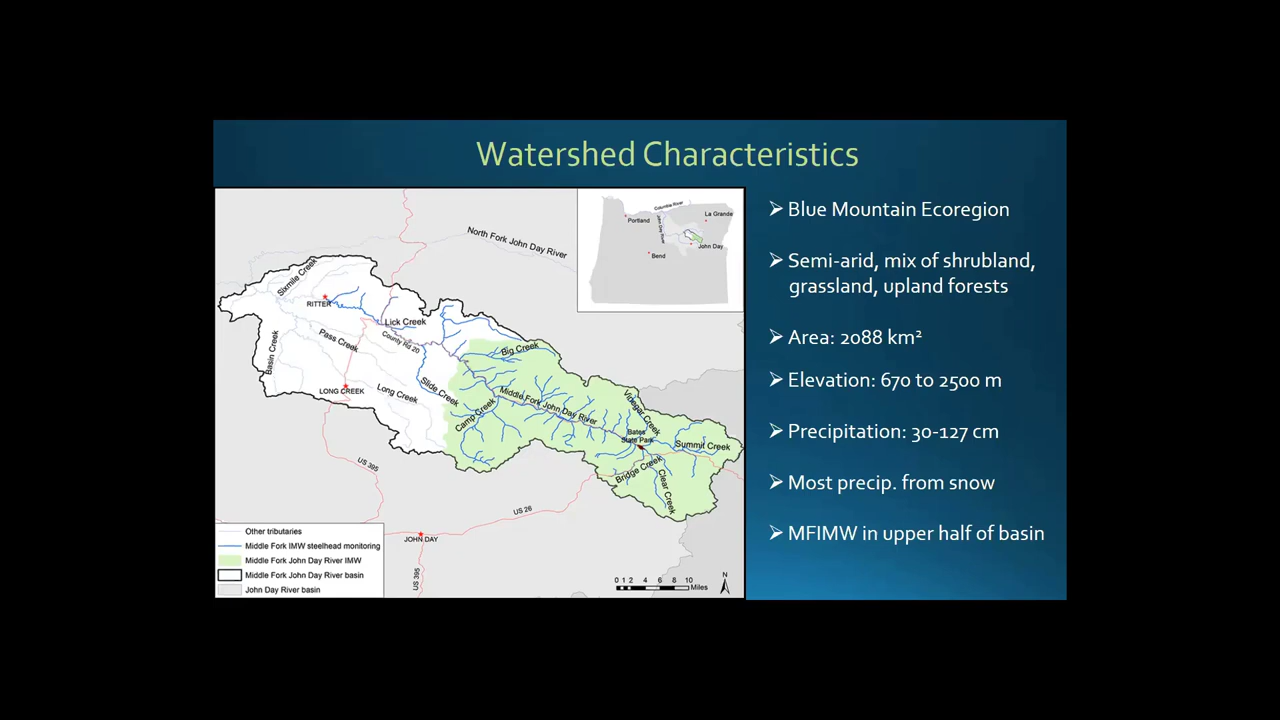 Watershed Characteristics
Columbia River
Portland
La Grande
John Day River
John Day
Bend
North Fork John Day River
Sixmile Creek
RITTER
Lick Creek
Pass Creek
County Rd 20
Basin Creek
Big Creek
LONG CREEK
Long Creek
Slide Creek
Camp Creek
Middle Fork John Day River
Vinegar Creek
Bates
State Park
Summit Creek
Bridge Creek
Clear Creek
US 395
US 26
JOHN DAY
US 395
Other tributaries
Middle Fork IMW steelhead monitoring
Middle Fork John Day River IMW
Middle Fork John Day River basin
John Day River basin
0 1 2 4 6 8 10
Miles
N
➢ Blue Mountain Ecoregion
➢ Semi-arid, mix of shrubland,
grassland, upland forests
➢ Area: 2088 km²
➢ Elevation: 670 to 2500 m
➢ Precipitation: 30-127 cm
➢ Most precip. from snow
➢ MFIMW in upper half of basin